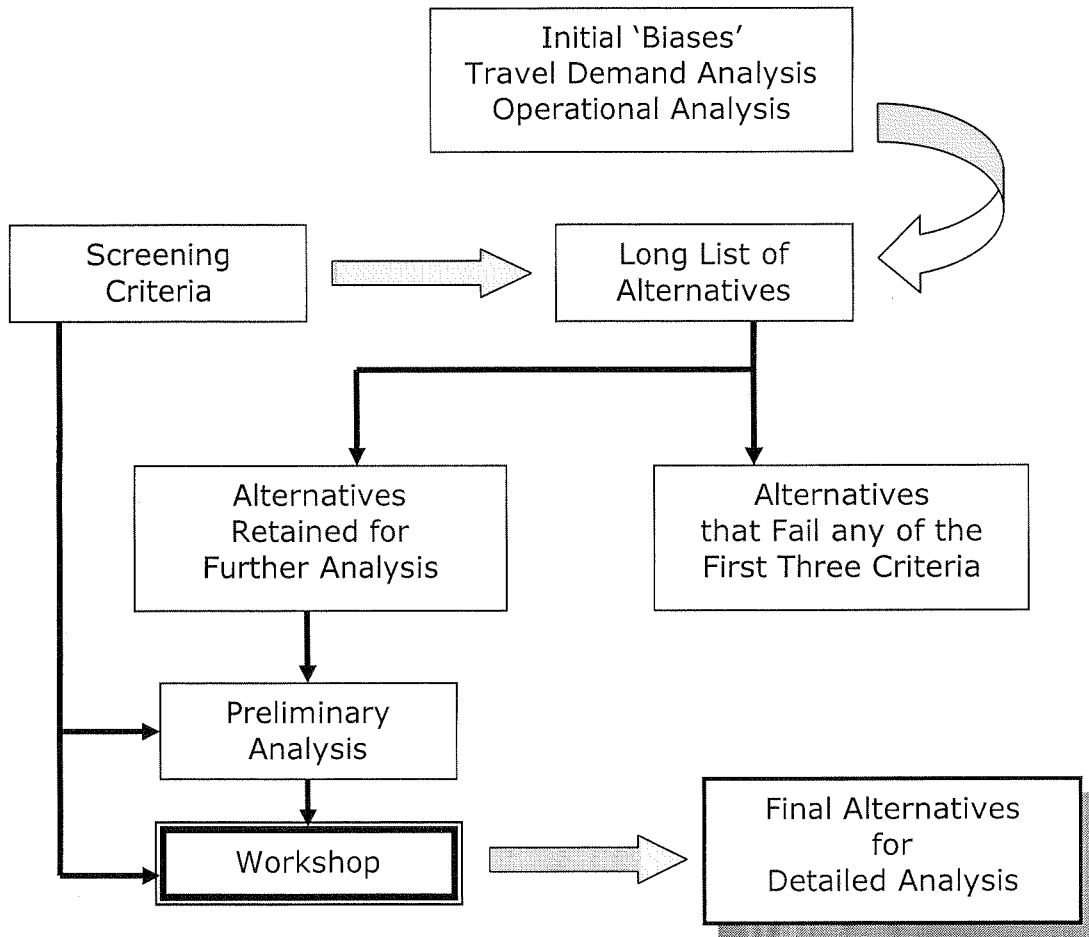 Initial ‘Biases’
Travel Demand Analysis
Operational Analysis
Screening
Criteria
Long List of
Alternatives
Alternatives
Retained for
Further Analysis
Alternatives
that Fail any of the
First Three Criteria
Preliminary
Analysis
Workshop
Final Alternatives
for
Detailed Analysis